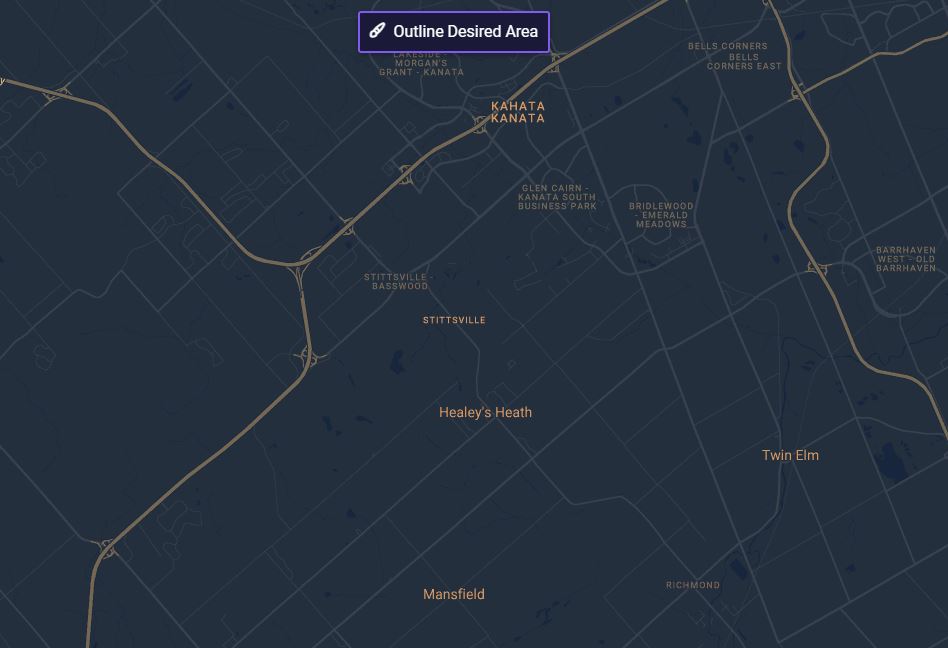 Outline Desired Area
LAKESIDE -
MORGAN'S
GRANT - KANATA
BELLS CORNERS
BELLS
CORNERS EAST
y
KAHATA
KANATA
GLEN CAIRN -
KANATA SOUTH
BUSINESS PARK
BRIDLEWOOD
- EMERALD
MEADOWS
BARRHAVEN
WEST - OLD
BARRHAVEN
STITTSVILLE -
BASSWOOD
STITTSVILLE
Healey's Heath
Twin Elm
RICHMOND
Mansfield